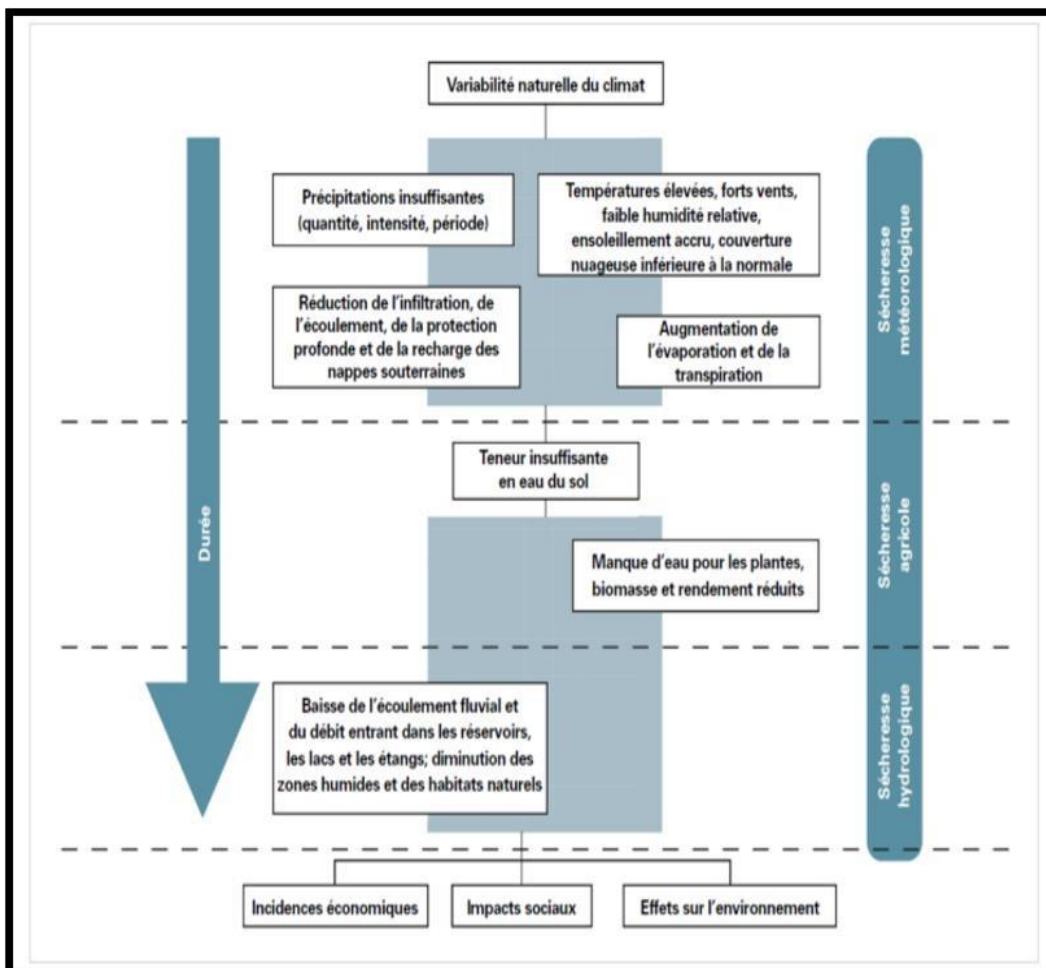 Variabilité naturelle du climat
Précipitations insuffisantes
(quantité, intensité, période)
Températures élevées, forts vents,
faible humidité relative,
ensoleillement accru, couverture
nuageuse inférieure à la normale
Réduction de l'infiltration, de
l'écoulement, de la protection
profonde et de la recharge des
nappes souterraines
Augmentation de
l'évaporation et de la
transpiration
Sécheresse
météorologique
Teneur insuffisante
en eau du sol
Durée
Manque d'eau pour les plantes,
biomasse et rendement réduits
Sécheresse
agricole
Baisse de l'écoulement fluvial et
du débit entrant dans les réservoirs,
les lacs et les étangs; diminution des
zones humides et des habitats naturels
Sécheresse
hydrologique
Incidences économiques
Impacts sociaux
Effets sur l'environnement